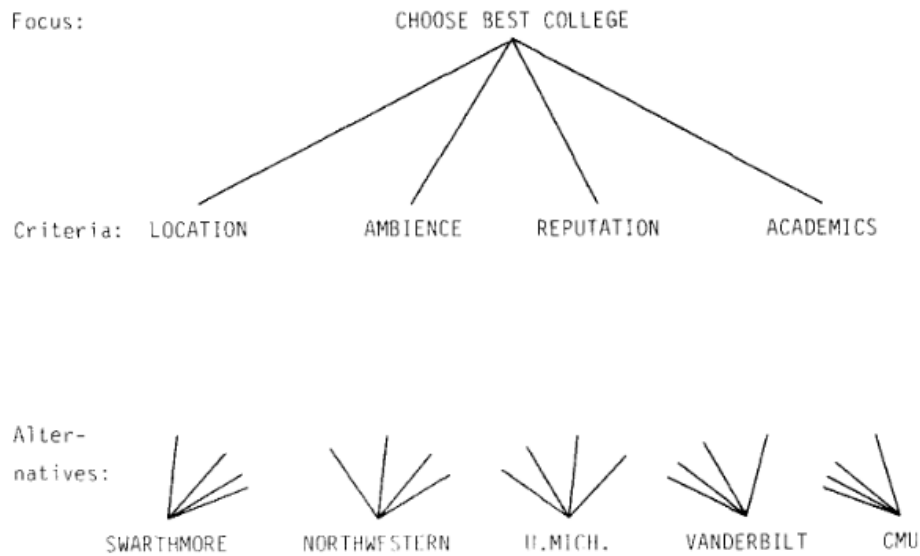 Focus: CHOOSE BEST COLLEGE
Criteria: LOCATION AMBIENCE REPUTATION ACADEMICS
Alter-
natives:
SWARTHMORE NORTHWESTERN U.MICH. VANDERBILT CMU